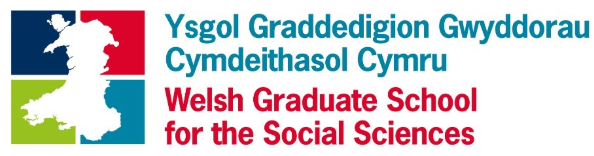 Ysgol Graddedigion Gwyddorau
Cymdeithasol Cymru
Welsh Graduate School
for the Social Sciences